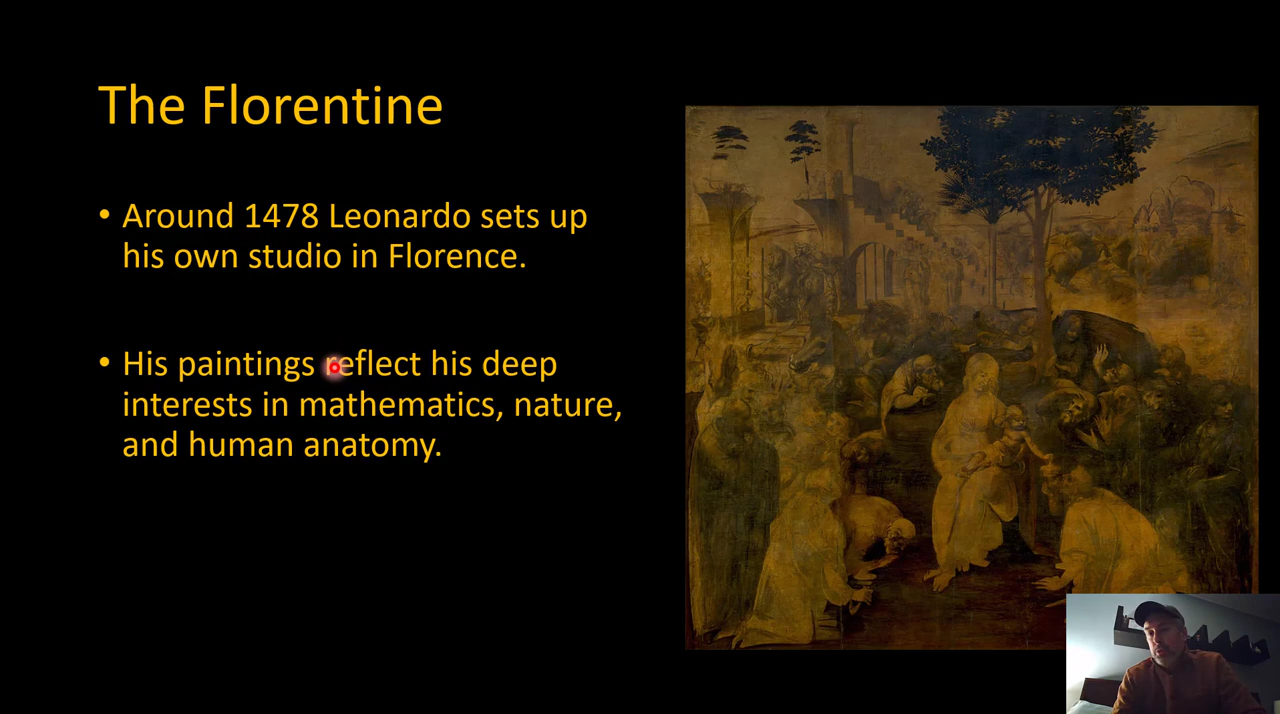 The Florentine
• Around 1478 Leonardo sets up
his own studio in Florence.
• His paintings reflect his deep
interests in mathematics, nature,
and human anatomy.